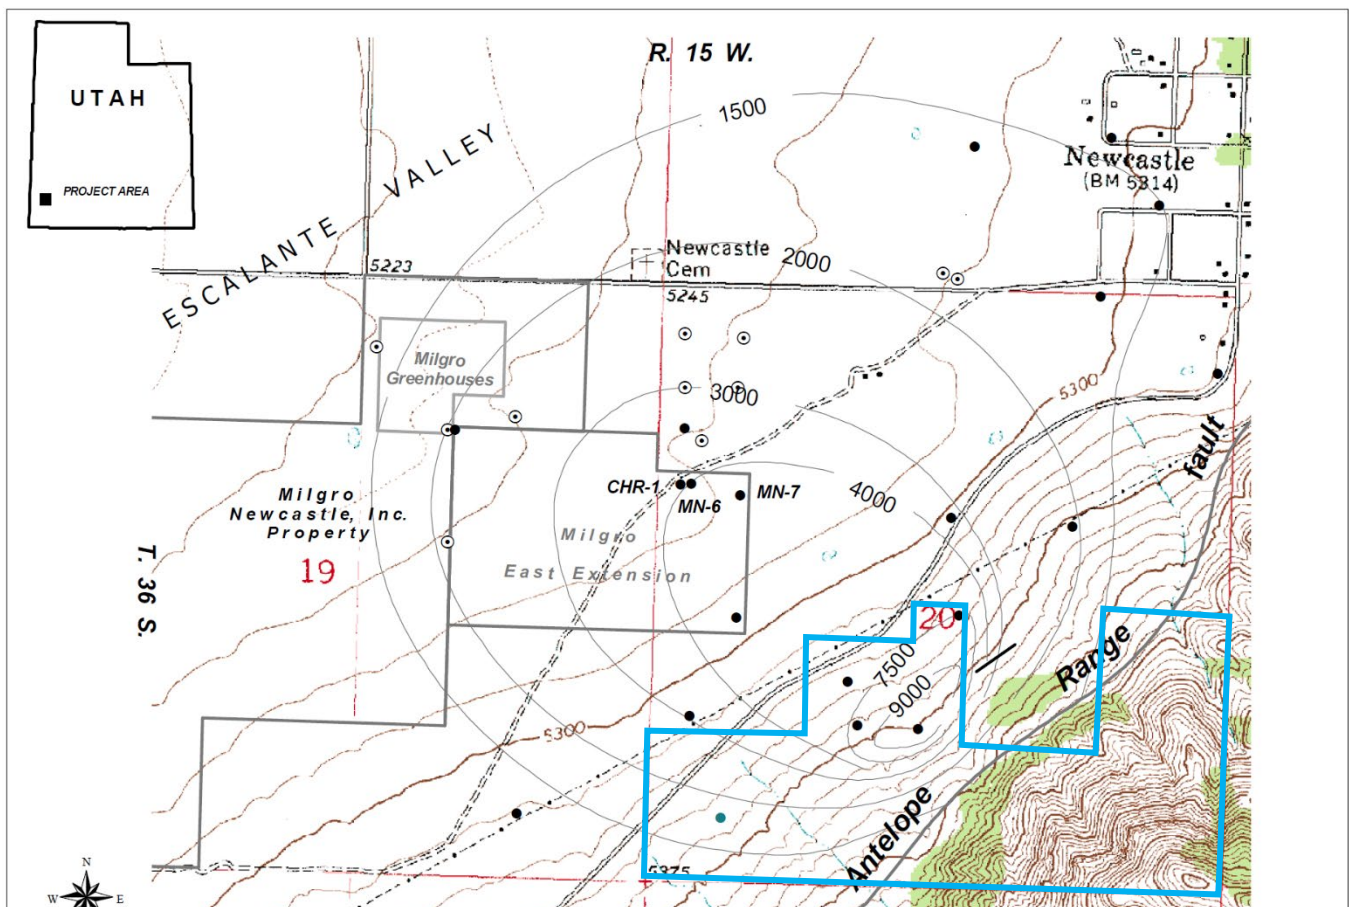 R. 15 W.
UTAH
PROJECT AREA
1500
ESCALANTE VALLEY
Newcastle
(BM 5314)
Newcastle
Cem
2000
5223
5245
Milgro
Greenhouses
3000
5300
fault
CHR-1
MN-6
MN-7
4000
Milgro
Newcastle, Inc.
Property
Milgro
East Extension
T. 36 S.
19
20
7500
9000
Range
5300
Antelope
5375
N
W
E